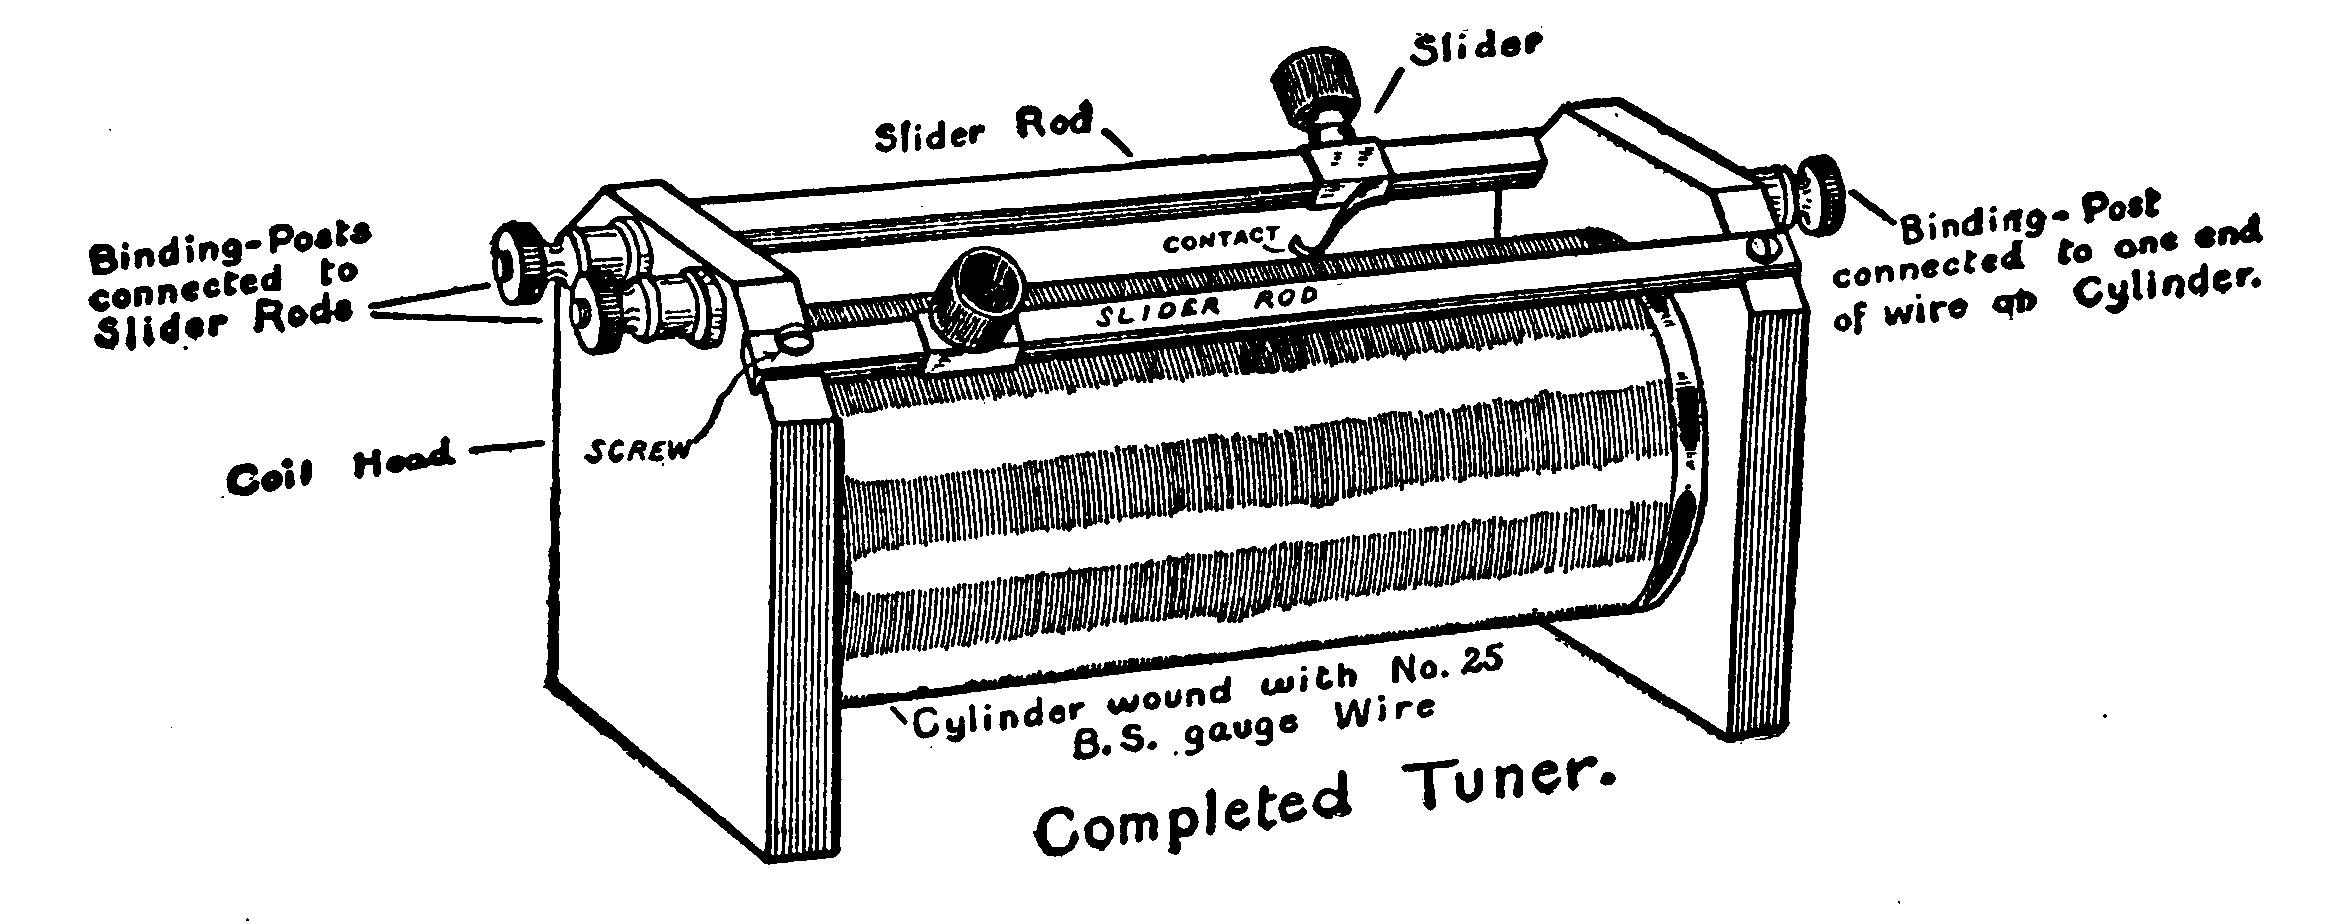 Slider
Slider Rod
Binding-Posts
connected to
Slider Rods
Binding-Post
connected to one end
of wire on Cylinder.
CONTACT
SLIDER ROD
Coil Head
SCREW
Cylinder wound with No. 25
B.S. gauge Wire
Completed Tuner.